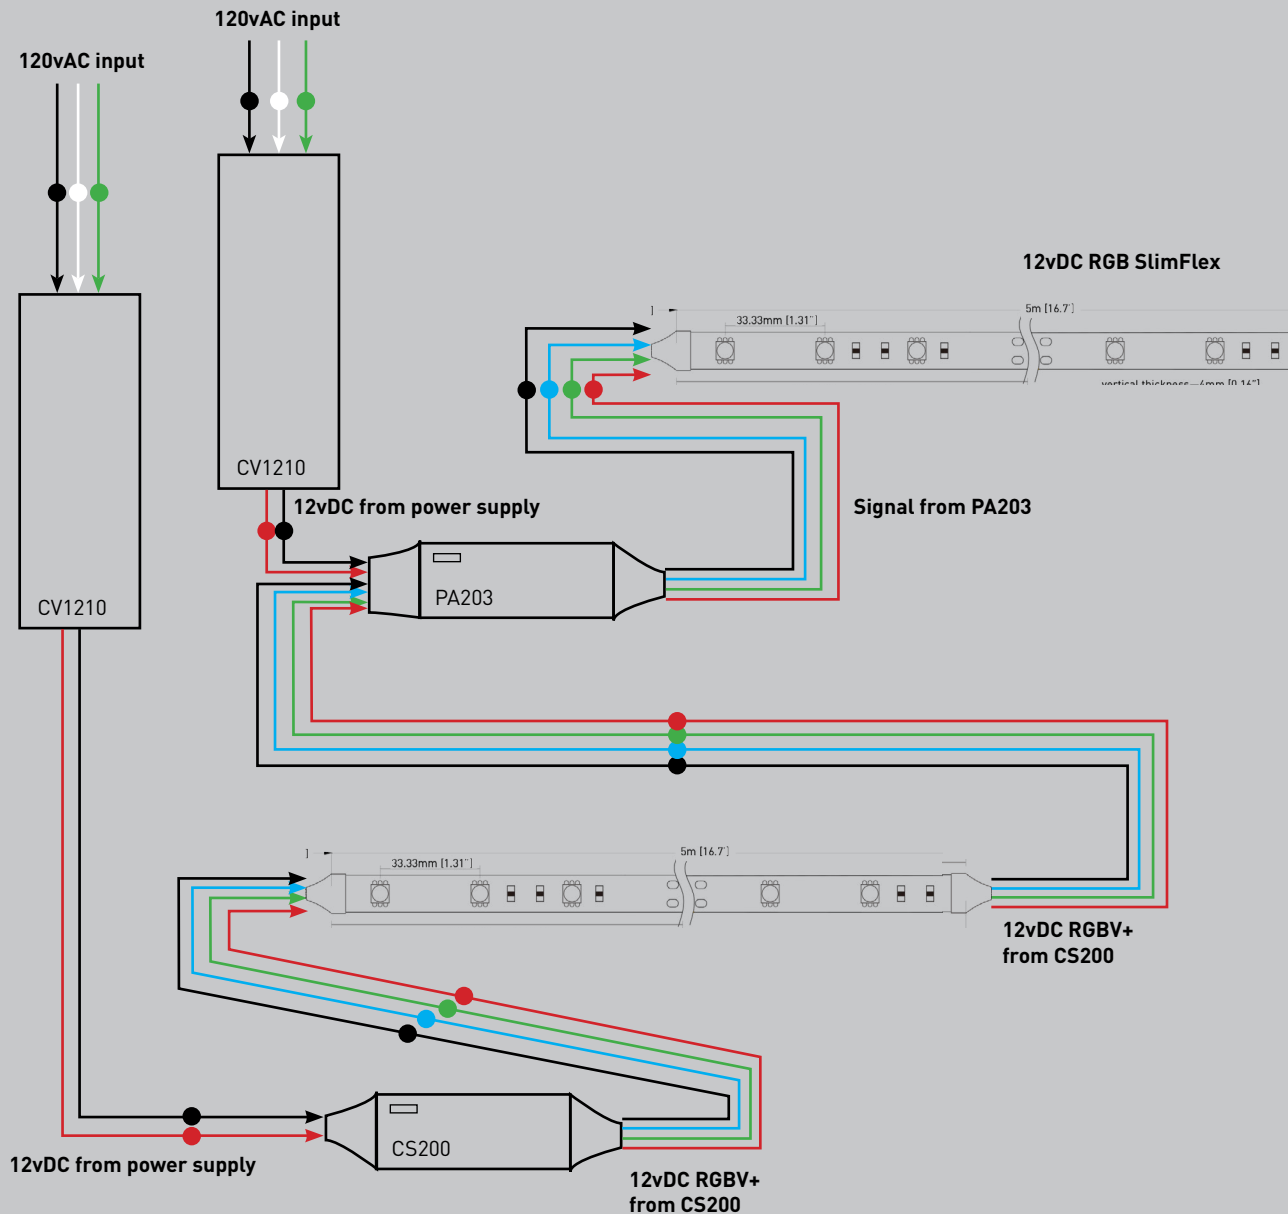 120vAC input
120vAC input
12vDC RGB SlimFlex
] 5m [16.7']
33.33mm [1.31"]
CV1210
12vDC from power supply
Signal from PA203
PA203
CV1210
] 5m [16.7']
33.33mm [1.31"]
12vDC RGBV+
from CS200
CS200
12vDC from power supply
12vDC RGBV+
from CS200